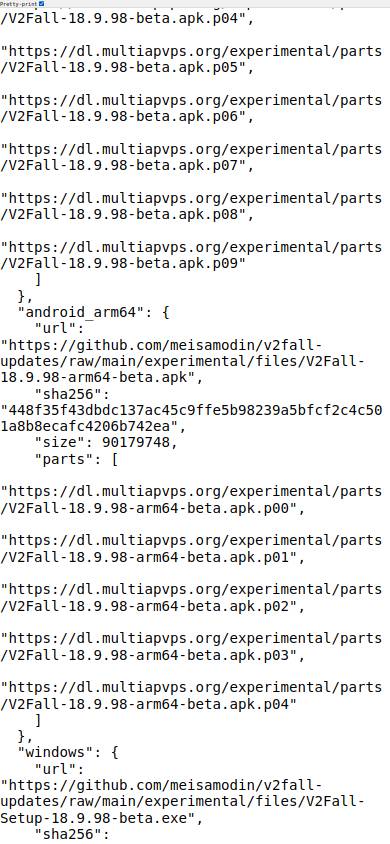 Pretty-print
/V2Fall-18.9.98-beta.apk.p04",
"https://dl.multiapvps.org/experimental/parts
/V2Fall-18.9.98-beta.apk.p05",
"https://dl.multiapvps.org/experimental/parts
/V2Fall-18.9.98-beta.apk.p06",
"https://dl.multiapvps.org/experimental/parts
/V2Fall-18.9.98-beta.apk.p07",
"https://dl.multiapvps.org/experimental/parts
/V2Fall-18.9.98-beta.apk.p08",
"https://dl.multiapvps.org/experimental/parts
/V2Fall-18.9.98-beta.apk.p09"
]
},
"android_arm64": {
"url":
"https://github.com/meisamodin/v2fall-
updates/raw/main/experimental/files/V2Fall-
18.9.98-arm64-beta.apk",
"sha256":
"448f35f43dbdc137ac45c9ffe5b98239a5bfcf2c4c50
1a8b8ecafc4206b742ea",
"size": 90179748,
"parts": [
"https://dl.multiapvps.org/experimental/parts
/V2Fall-18.9.98-arm64-beta.apk.p00",
"https://dl.multiapvps.org/experimental/parts
/V2Fall-18.9.98-arm64-beta.apk.p01",
"https://dl.multiapvps.org/experimental/parts
/V2Fall-18.9.98-arm64-beta.apk.p02",
"https://dl.multiapvps.org/experimental/parts
/V2Fall-18.9.98-arm64-beta.apk.p03",
"https://dl.multiapvps.org/experimental/parts
/V2Fall-18.9.98-arm64-beta.apk.p04"
]
},
"windows": {
"url":
"https://github.com/meisamodin/v2fall-
updates/raw/main/experimental/files/V2Fall-
Setup-18.9.98-beta.exe",
"sha256":